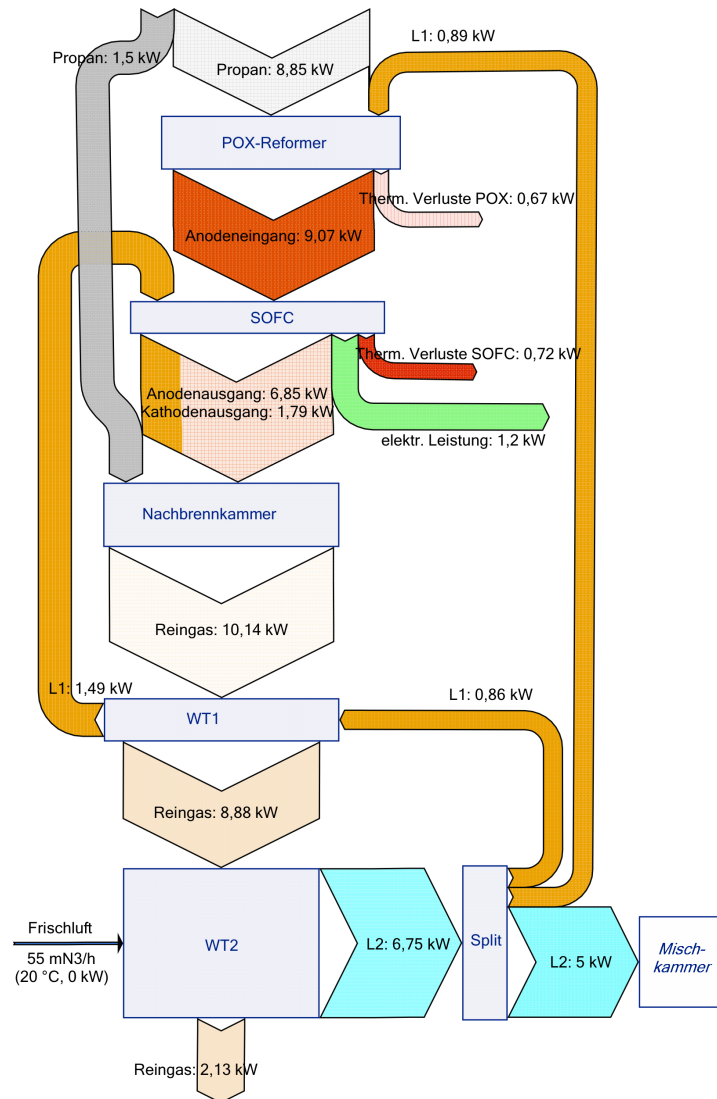 L1: 0,89 kW
Propan: 1,5 kW
Propan: 8,85 kW
POX-Reformer
Therm. Verluste POX: 0,67 kW
Anodeneingang: 9,07 kW
SOFC
Therm. Verluste SOFC: 0,72 kW
Anodenausgang: 6,85 kW
Kathodenausgang: 1,79 kW
elektr. Leistung: 1,2 kW
Nachbrennkammer
Reingas: 10,14 kW
L1: 1,49 kW
L1: 0,86 kW
WT1
Reingas: 8,88 kW
Frischluft
55 mN3/h
(20 °C, 0 kW)
WT2
L2: 6,75 kW
Split
L2: 5 kW
Misch-
kammer
Reingas: 2,13 kW